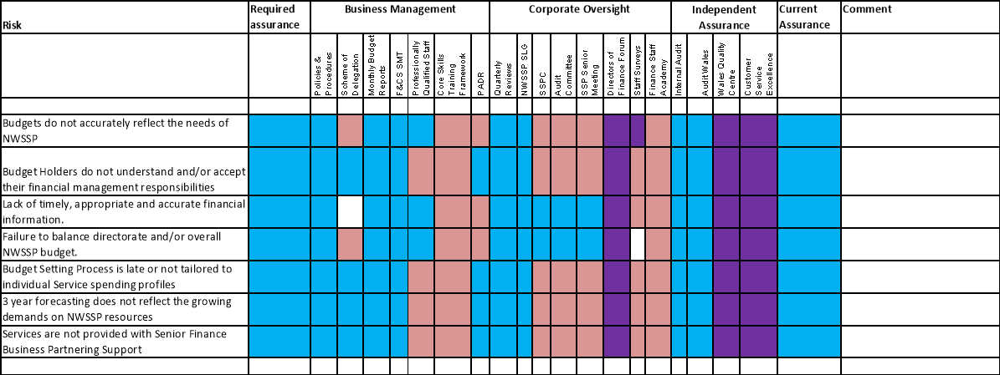 Risk
Required
assurance
Business Management
Corporate Oversight
Independent
Assurance
Current
Assurance
Comment
Policies &
Procedures
Scheme of
Delegation
Monthly Budget
Reports
F&CS SMT
Professionally
Qualified Staff
Core Skills
Training
Framework
PADR
Quarterly
Reviews
NWSSP SLG
SSPC
Audit
Committee
SSP Senior
Meeting
Directors of
Finance Forum
Staff Surveys
Finance Staff
Academy
Internal Audit
Audit Wales
Wales Quality
Centre
Customer
Service
Excellence
Budgets do not accurately reflect the needs of
NWSSP
Budget Holders do not understand and/or accept
their financial management responsibilities
Lack of timely, appropriate and accurate financial
information.
Failure to balance directorate and/or overall
NWSSP budget.
Budget Setting Process is late or not tailored to
individual Service spending profiles
3 year forecasting does not reflect the growing
demands on NWSSP resources
Services are not provided with Senior Finance
Business Partnering Support